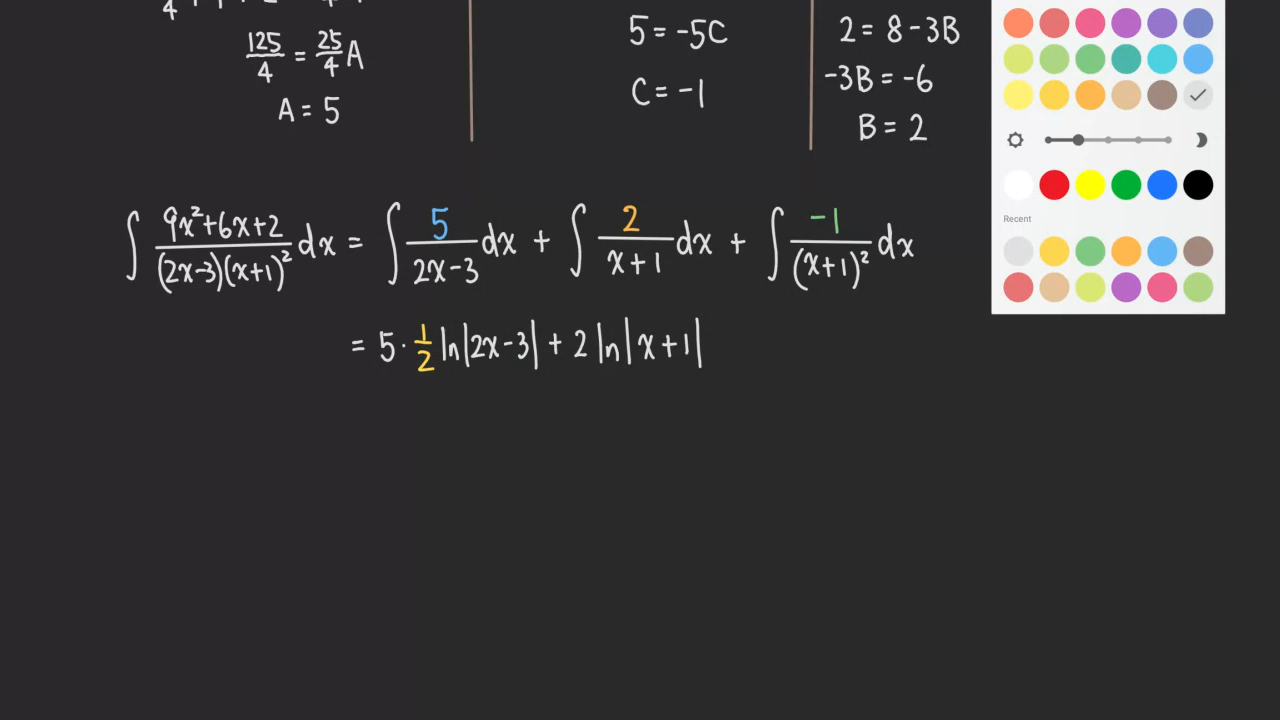 125/4 = 25/4 A
A = 5
5 = -5C
C = -1
2 = 8 - 3B
-3B = -6
B = 2
∫ (9x²+6x+2)/((2x-3)(x+1)²) dx = ∫ 5/(2x-3) dx + ∫ 2/(x+1) dx + ∫ -1/(x+1)² dx
= 5 · 1/2 ln|2x-3| + 2 ln|x+1|
Recent